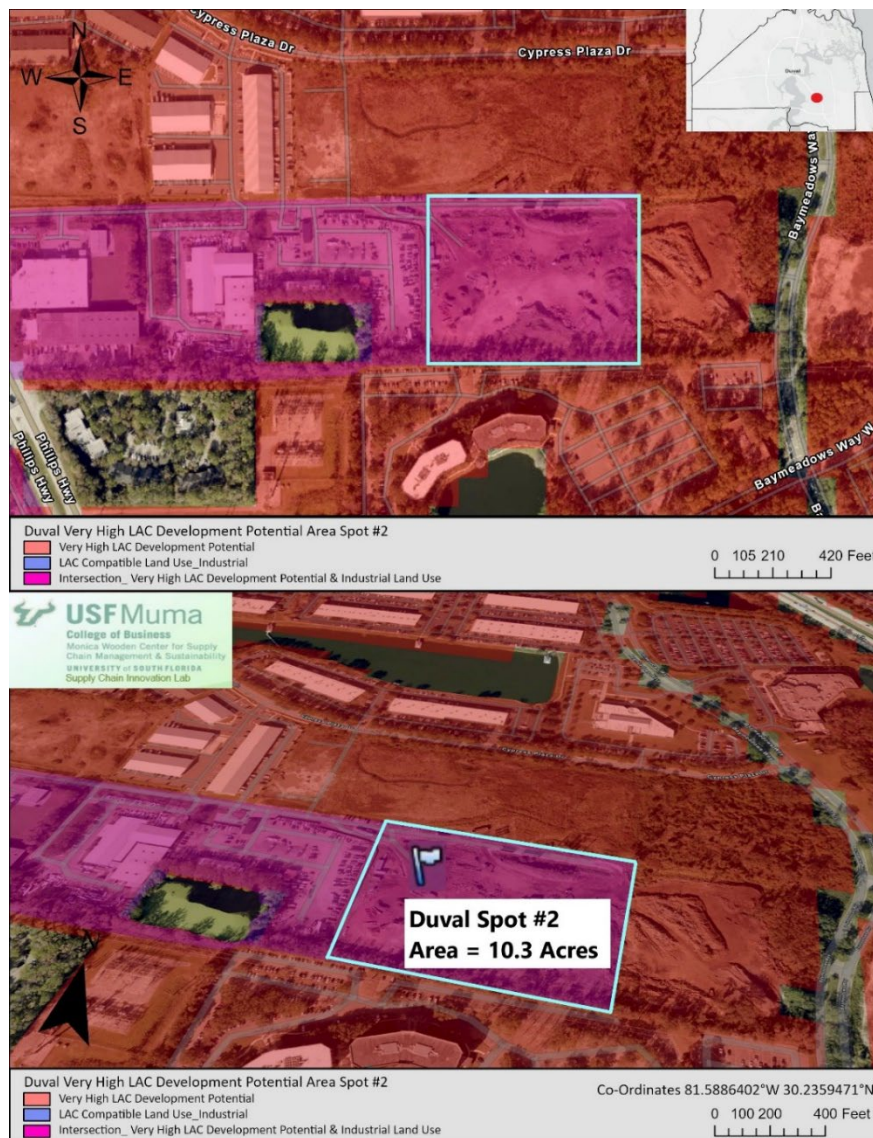 N
W E
S
Cypress Plaza Dr
Cypress Plaza Dr
Duval
Baymeadows Way
Philips Hwy
Philips Hwy
Baymeadows Way W
Ba
Duval Very High LAC Development Potential Area Spot #2
Very High LAC Development Potential
LAC Compatible Land Use_Industrial
Intersection_ Very High LAC Development Potential & Industrial Land Use
0 105 210 420 Feet
USF Muma
College of Business
Monica Wooden Center for Supply
Chain Management & Sustainability
UNIVERSITY of SOUTH FLORIDA
Supply Chain Innovation Lab
Duval Spot #2
Area = 10.3 Acres
Duval Very High LAC Development Potential Area Spot #2
Very High LAC Development Potential
LAC Compatible Land Use_Industrial
Intersection_ Very High LAC Development Potential & Industrial Land Use
Co-Ordinates 81.5886402°W 30.2359471°N
0 100 200 400 Feet